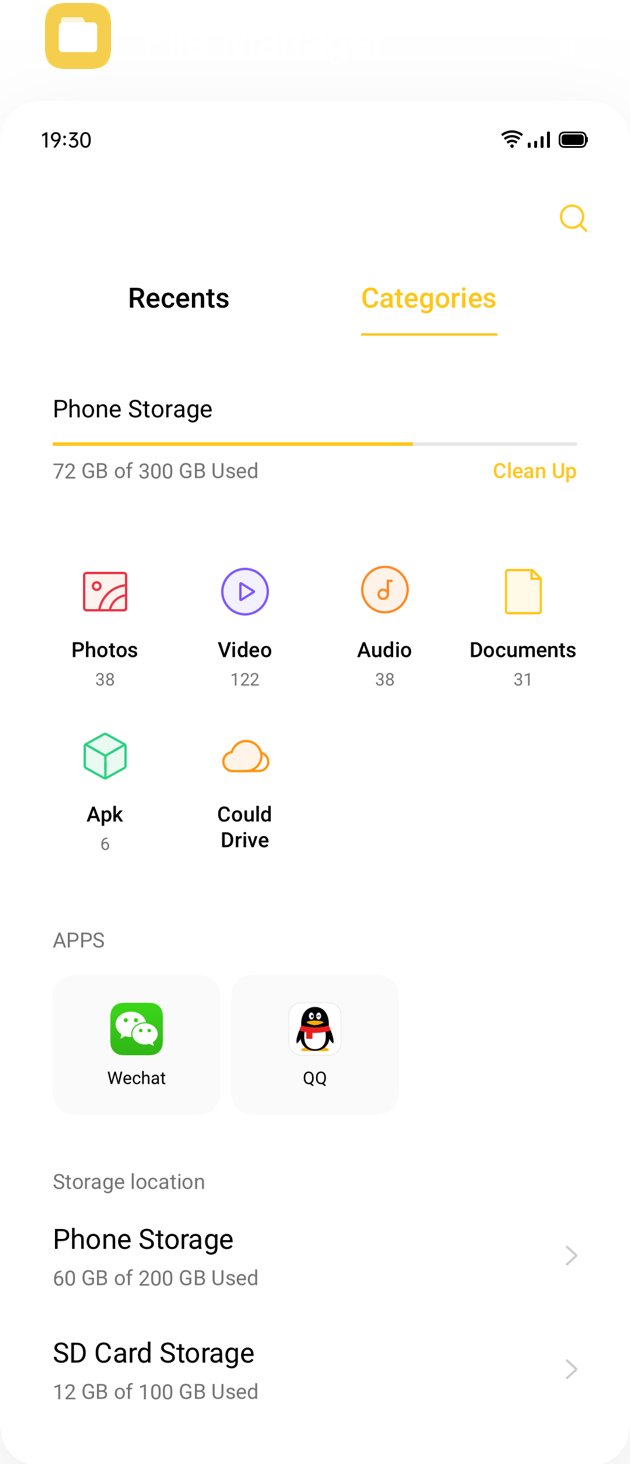 19:30
Recents
Categories
Phone Storage
72 GB of 300 GB Used
Clean Up
Photos
Video
Audio
Documents
38
122
38
31
Apk
Could
Drive
6
APPS
Wechat
QQ
Storage location
Phone Storage
60 GB of 200 GB Used
SD Card Storage
12 GB of 100 GB Used